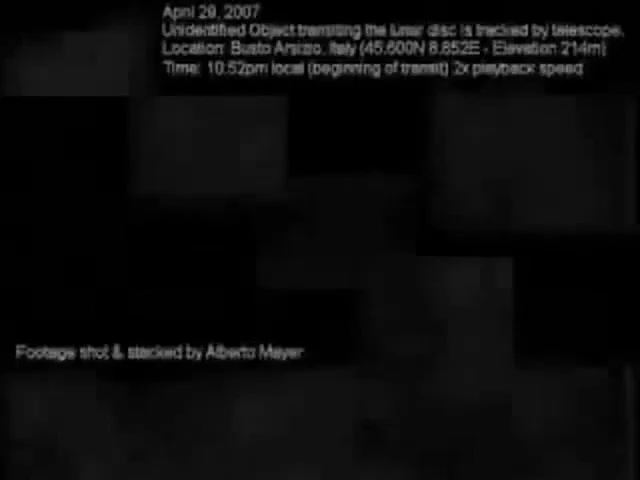 April 29, 2007
Unidentified Object transiting the lunar disc is tracked by telescope.
Location: Busto Arsizio, Italy (45.600N 8.852E - Elevation 214m)
Time: 10:52pm local (beginning of transit) 2x playback speed
Footage shot & stacked by Alberto Mayer